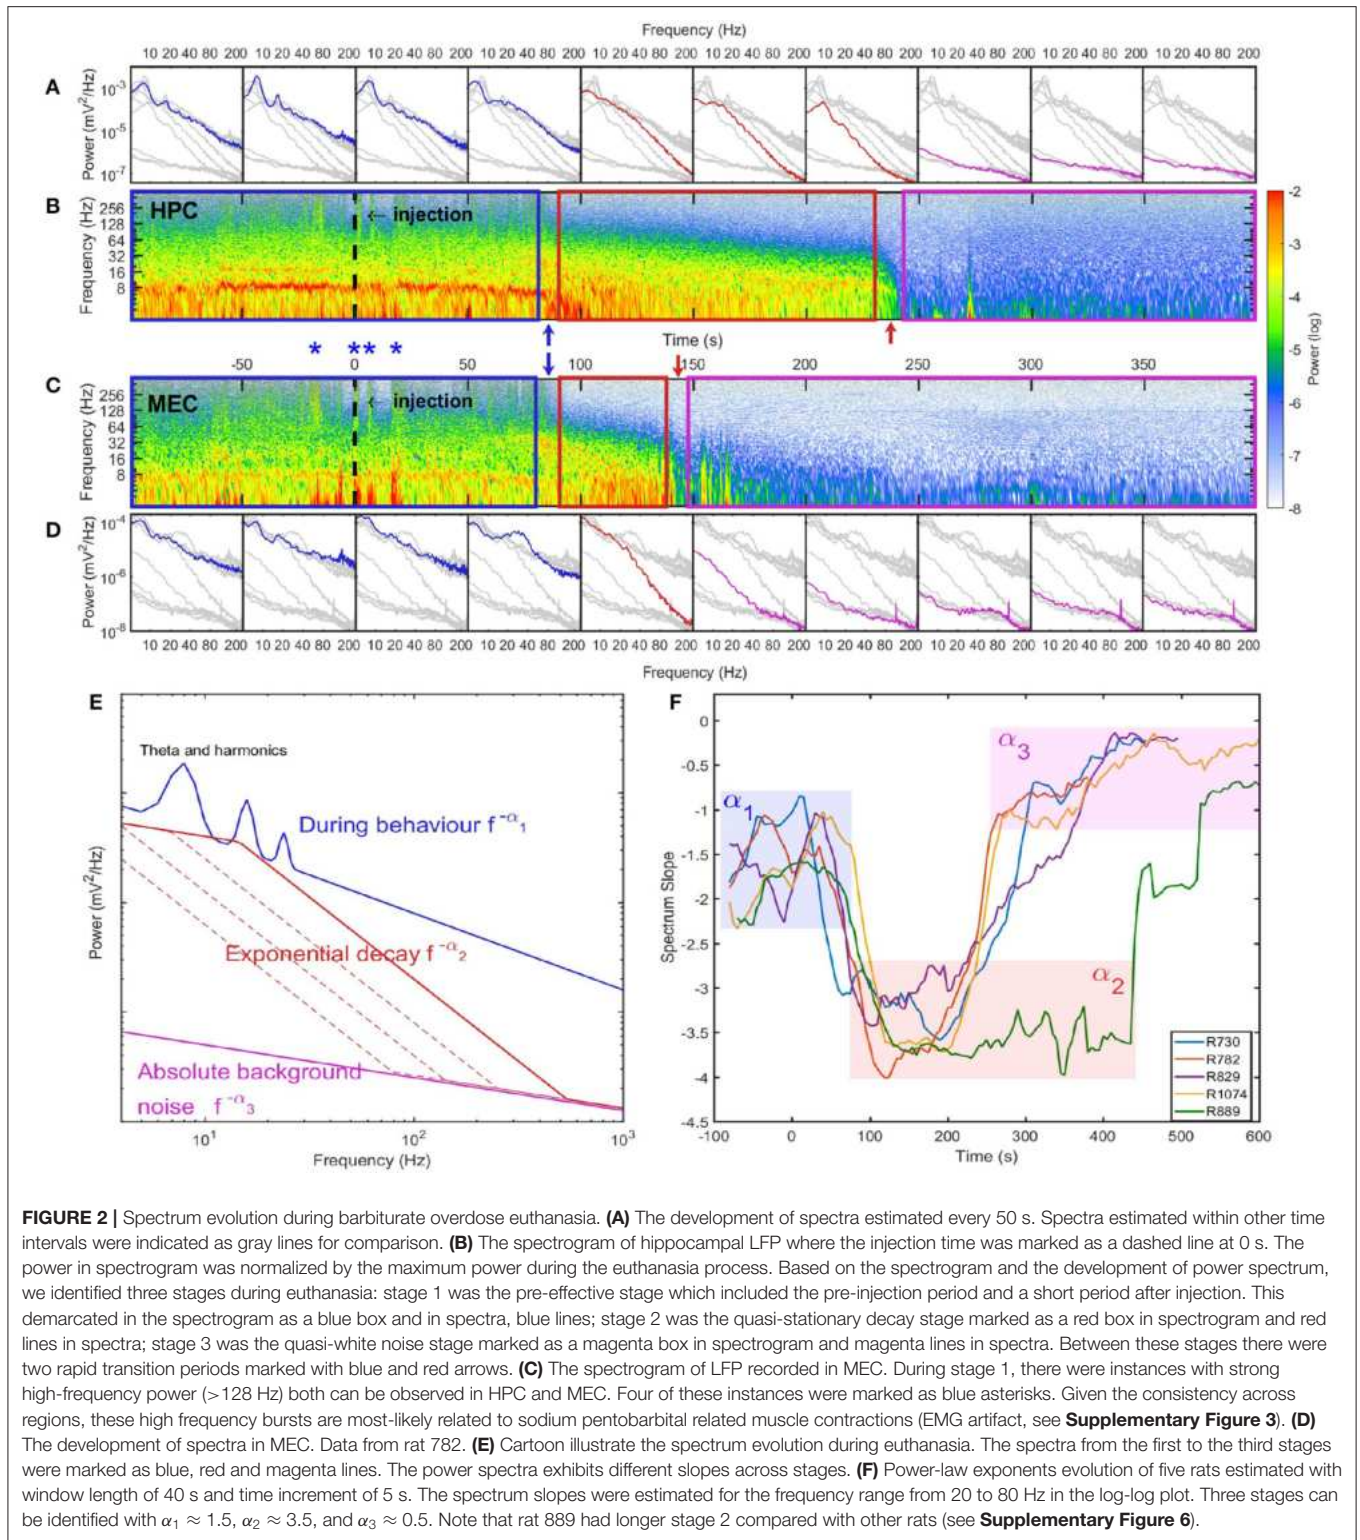 Frequency (Hz)
10 20 40 80 200 10 20 40 80 200 10 20 40 80 200 10 20 40 80 200 10 20 40 80 200 10 20 40 80 200 10 20 40 80 200 10 20 40 80 200 10 20 40 80 200 10 20 40 80 200
A
Power (mV²/Hz)
10⁻³
10⁻⁵
10⁻⁷
B
Frequency (Hz)
256
128
64
32
16
8
HPC
← injection
-2
-3
-4
-5
-6
-7
-8
Power (log)
Time (s)
* * * *
-50 0 50 100 150 200 250 300 350
C
Frequency (Hz)
256
128
64
32
16
8
MEC
← injection
D
Power (mV²/Hz)
10⁻⁴
10⁻⁶
10⁻⁸
10 20 40 80 200 10 20 40 80 200 10 20 40 80 200 10 20 40 80 200 10 20 40 80 200 10 20 40 80 200 10 20 40 80 200 10 20 40 80 200 10 20 40 80 200 10 20 40 80 200
Frequency (Hz)
E
Theta and harmonics
During behaviour f^-α₁
Exponential decay f^-α₂
Absolute background
noise f^-α₃
Power (mV²/Hz)
10¹ 10² 10³
Frequency (Hz)
F
Spectrum Slope
0
-0.5
-1
-1.5
-2
-2.5
-3
-3.5
-4
-4.5
α₁
α₂
α₃
R730
R782
R829
R1074
R889
-100 0 100 200 300 400 500 600
Time (s)
FIGURE 2 | Spectrum evolution during barbiturate overdose euthanasia. (A) The development of spectra estimated every 50 s. Spectra estimated within other time
intervals were indicated as gray lines for comparison. (B) The spectrogram of hippocampal LFP where the injection time was marked as a dashed line at 0 s. The
power in spectrogram was normalized by the maximum power during the euthanasia process. Based on the spectrogram and the development of power spectrum,
we identified three stages during euthanasia: stage 1 was the pre-effective stage which included the pre-injection period and a short period after injection. This
demarcated in the spectrogram as a blue box and in spectra, blue lines; stage 2 was the quasi-stationary decay stage marked as a red box in spectrogram and red
lines in spectra; stage 3 was the quasi-white noise stage marked as a magenta box in spectrogram and magenta lines in spectra. Between these stages there were
two rapid transition periods marked with blue and red arrows. (C) The spectrogram of LFP recorded in MEC. During stage 1, there were instances with strong
high-frequency power (>128 Hz) both can be observed in HPC and MEC. Four of these instances were marked as blue asterisks. Given the consistency across
regions, these high frequency bursts are most-likely related to sodium pentobarbital related muscle contractions (EMG artifact, see Supplementary Figure 3). (D)
The development of spectra in MEC. Data from rat 782. (E) Cartoon illustrate the spectrum evolution during euthanasia. The spectra from the first to the third stages
were marked as blue, red and magenta lines. The power spectra exhibits different slopes across stages. (F) Power-law exponents evolution of five rats estimated with
window length of 40 s and time increment of 5 s. The spectrum slopes were estimated for the frequency range from 20 to 80 Hz in the log-log plot. Three stages can
be identified with α₁ ≈ 1.5, α₂ ≈ 3.5, and α₃ ≈ 0.5. Note that rat 889 had longer stage 2 compared with other rats (see Supplementary Figure 6).